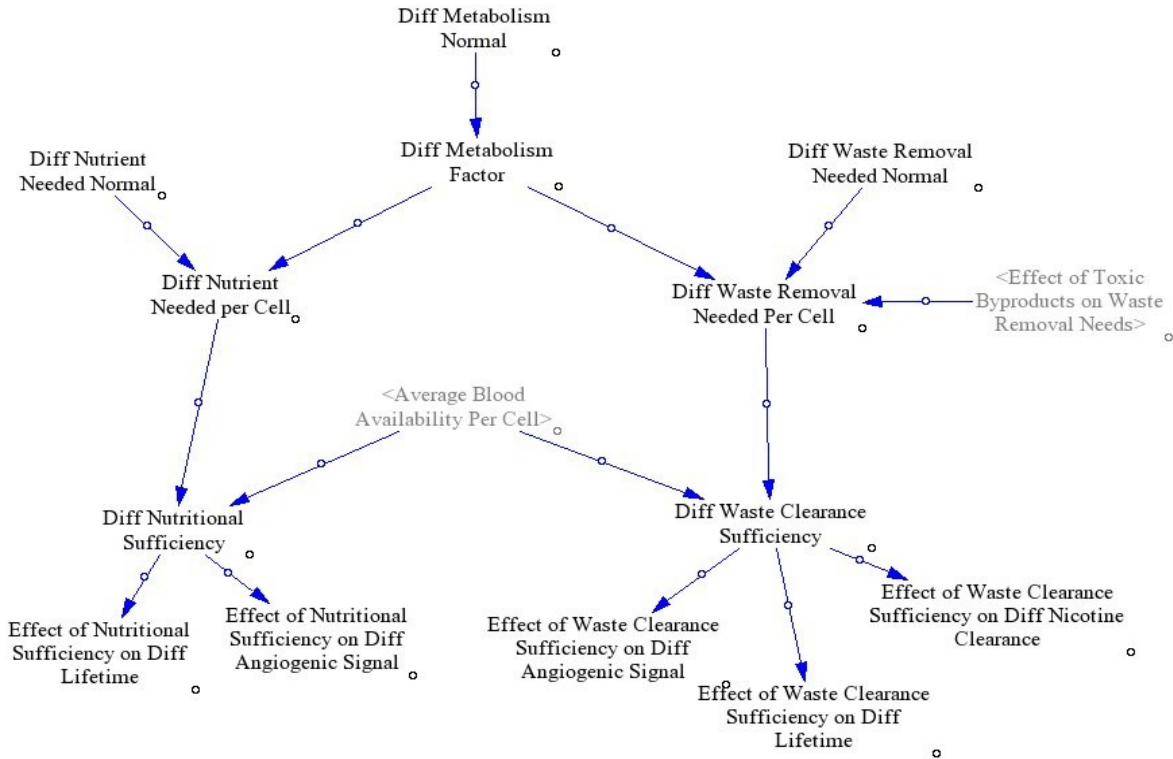 Diff Metabolism
Normal
Diff Nutrient
Needed Normal
Diff Metabolism
Factor
Diff Waste Removal
Needed Normal
Diff Nutrient
Needed per Cell
Diff Waste Removal
Needed Per Cell
<Effect of Toxic
Byproducts on Waste
Removal Needs>
<Average Blood
Availability Per Cell>
Diff Nutritional
Sufficiency
Diff Waste Clearance
Sufficiency
Effect of Nutritional
Sufficiency on Diff
Lifetime
Effect of Nutritional
Sufficiency on Diff
Angiogenic Signal
Effect of Waste Clearance
Sufficiency on Diff
Angiogenic Signal
Effect of Waste Clearance
Sufficiency on Diff
Lifetime
Effect of Waste Clearance
Sufficiency on Diff Nicotine
Clearance